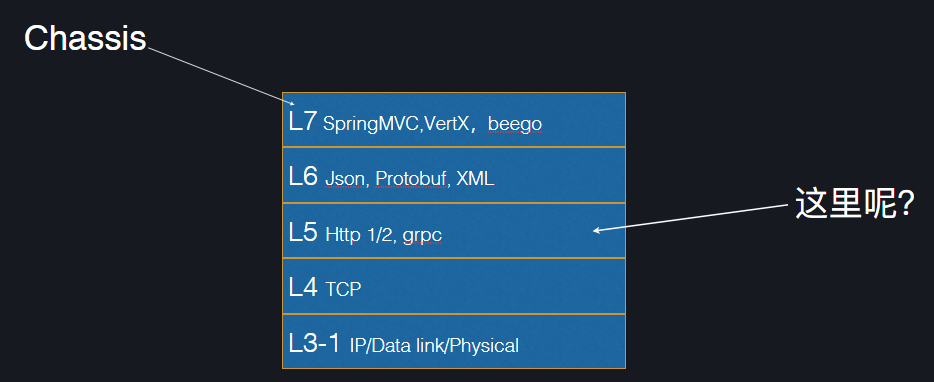 Chassis
L7 SpringMVC,VertX，beego
L6 Json, Protobuf, XML
这里呢?
L5 Http 1/2, grpc
L4 TCP
L3-1 IP/Data link/Physical